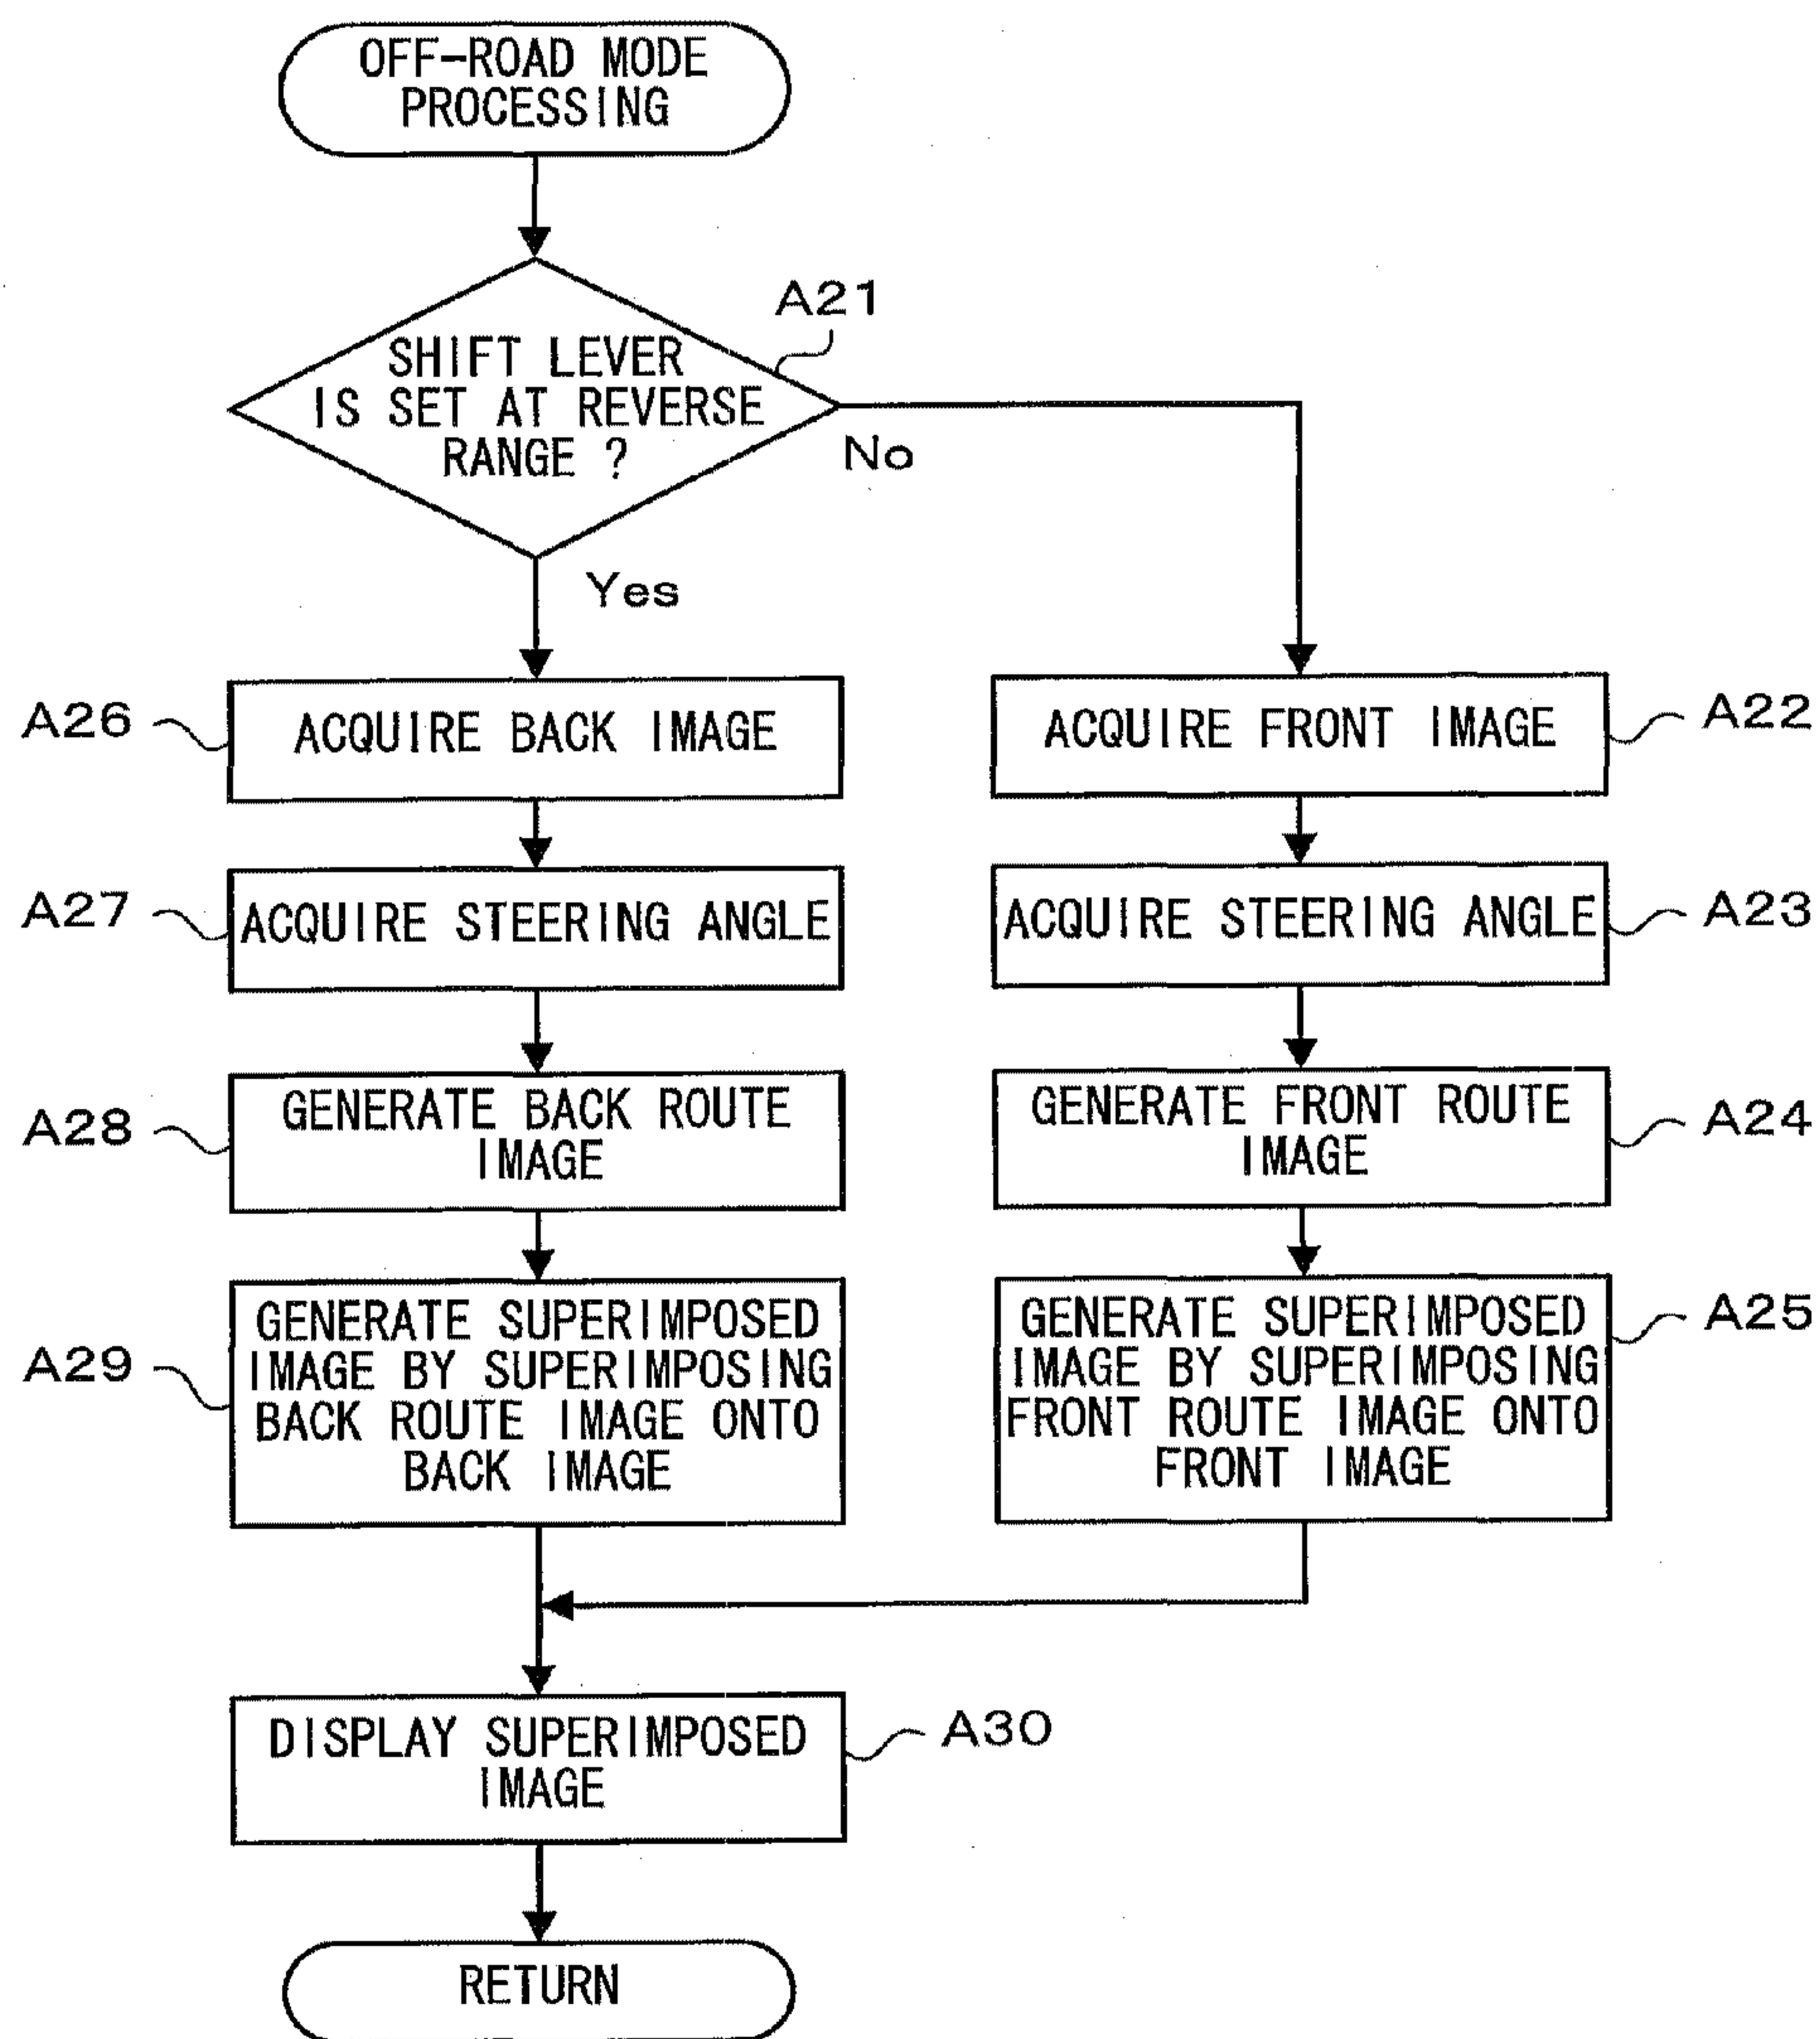 OFF-ROAD MODE
PROCESSING
A21
SHIFT LEVER
IS SET AT REVERSE
RANGE ?
No
Yes
A26
ACQUIRE BACK IMAGE
ACQUIRE FRONT IMAGE
A22
A27
ACQUIRE STEERING ANGLE
ACQUIRE STEERING ANGLE
A23
A28
GENERATE BACK ROUTE
IMAGE
GENERATE FRONT ROUTE
IMAGE
A24
A29
GENERATE SUPERIMPOSED
IMAGE BY SUPERIMPOSING
BACK ROUTE IMAGE ONTO
BACK IMAGE
GENERATE SUPERIMPOSED
IMAGE BY SUPERIMPOSING
FRONT ROUTE IMAGE ONTO
FRONT IMAGE
A25
DISPLAY SUPERIMPOSED
IMAGE
A30
RETURN